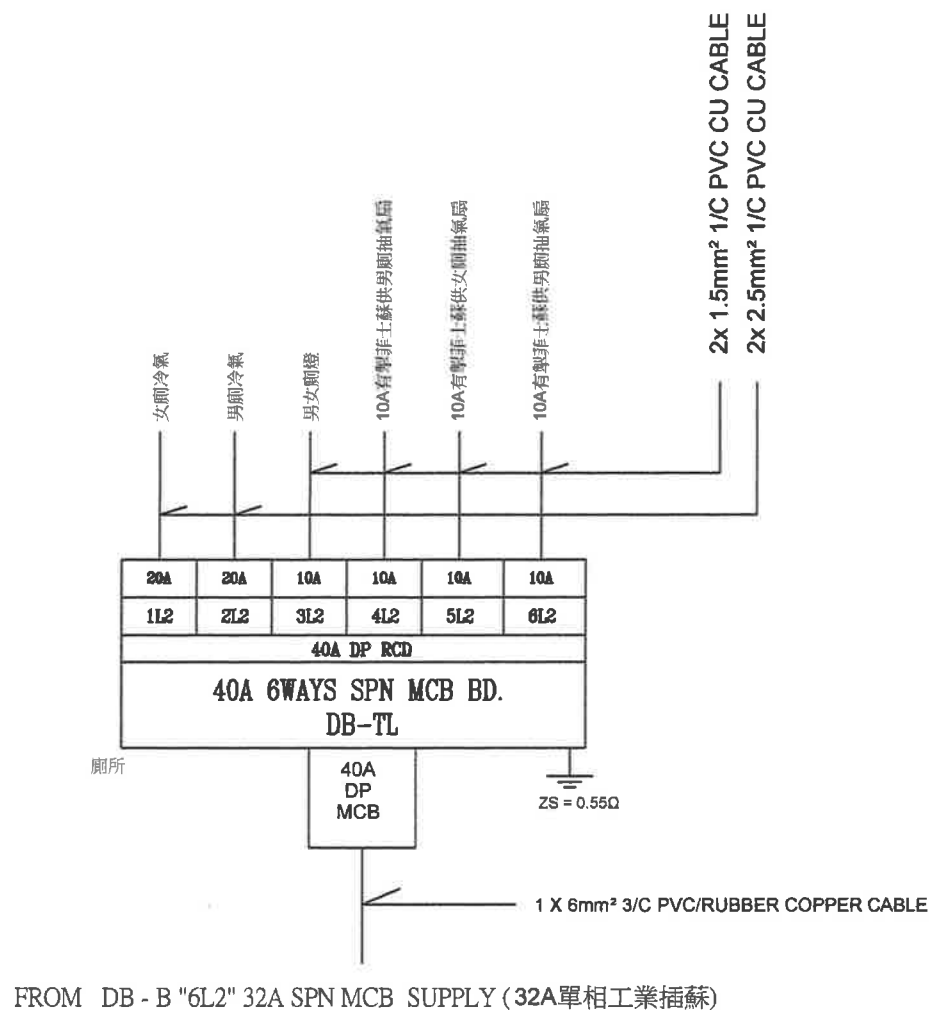 2x 1.5mm² 1/C PVC CU CABLE
2x 2.5mm² 1/C PVC CU CABLE
女廁冷氣
男廁冷氣
男女廁燈
10A有掣菲士蘇供男廁抽氣扇
10A有掣菲士蘇供女廁抽氣扇
10A有掣菲士蘇供男廁抽氣扇
20A 20A 10A 10A 10A 10A
1L2 2L2 3L2 4L2 5L2 6L2
40A DP RCD
40A 6WAYS SPN MCB BD.
DB-TL
廁所
40A
DP
MCB
ZS = 0.55Ω
1 X 6mm² 3/C PVC/RUBBER COPPER CABLE
FROM DB - B "6L2" 32A SPN MCB SUPPLY (32A單相工業插蘇)